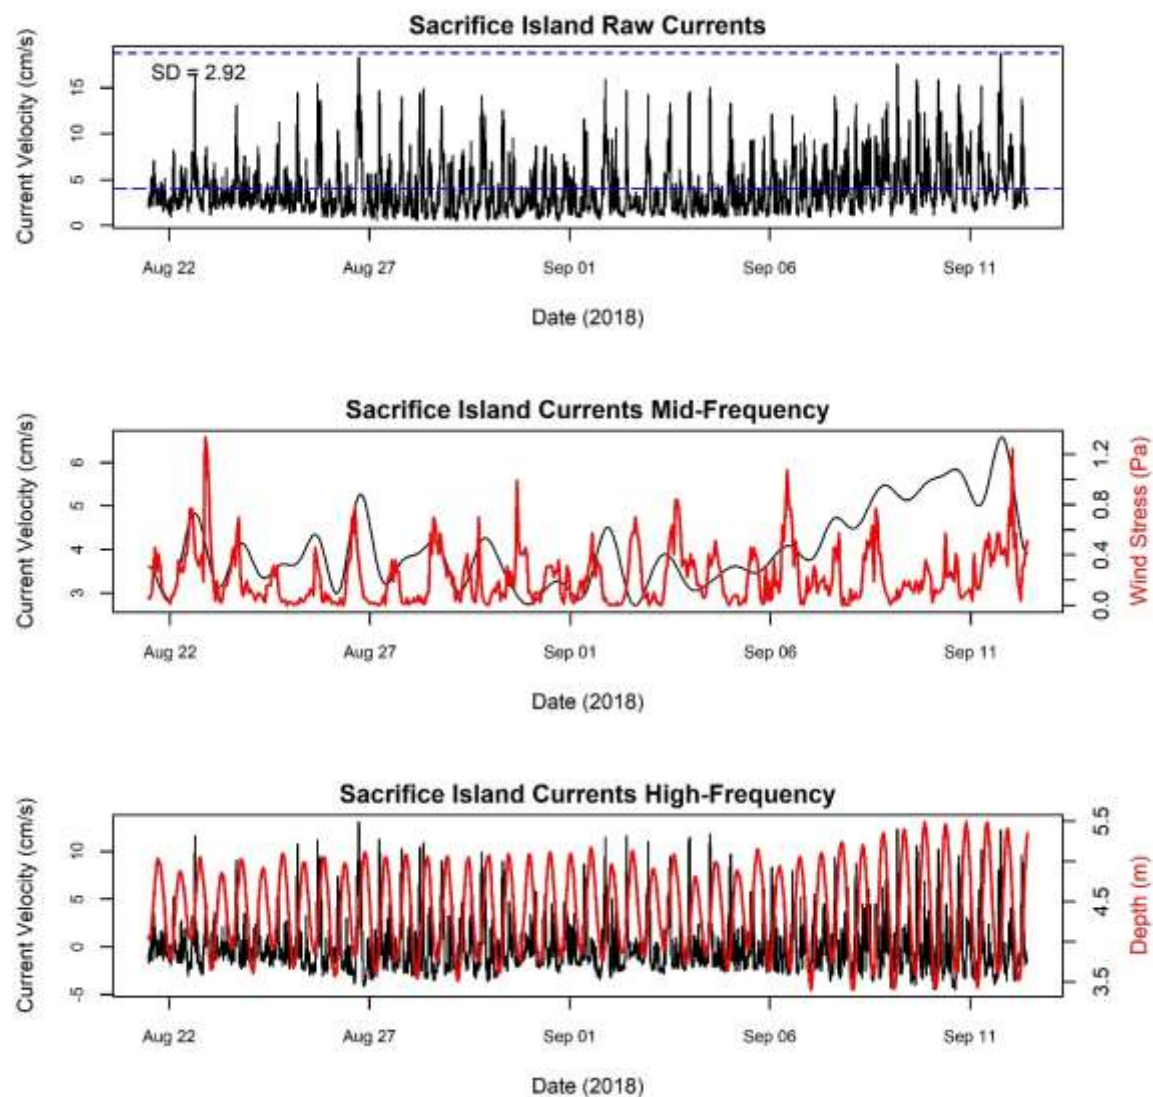 Sacrifice Island Raw Currents
Current Velocity (cm/s)
15
10
5
0
SD = 2.92
Aug 22 Aug 27 Sep 01 Sep 06 Sep 11
Date (2018)
Sacrifice Island Currents Mid-Frequency
Current Velocity (cm/s)
6
5
4
3
1.2
0.8
0.4
0.0
Wind Stress (Pa)
Aug 22 Aug 27 Sep 01 Sep 06 Sep 11
Date (2018)
Sacrifice Island Currents High-Frequency
Current Velocity (cm/s)
10
5
0
-5
5.5
4.5
3.5
Depth (m)
Aug 22 Aug 27 Sep 01 Sep 06 Sep 11
Date (2018)